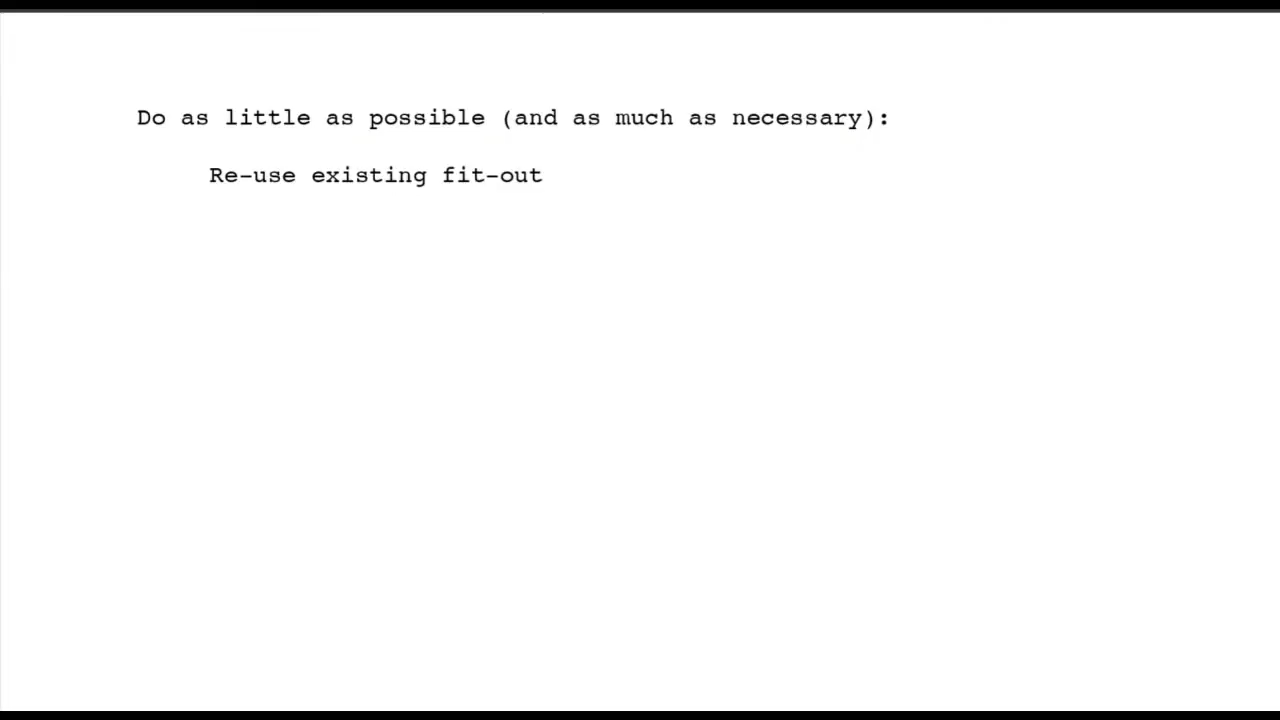 Do as little as possible (and as much as necessary):
Re-use existing fit-out